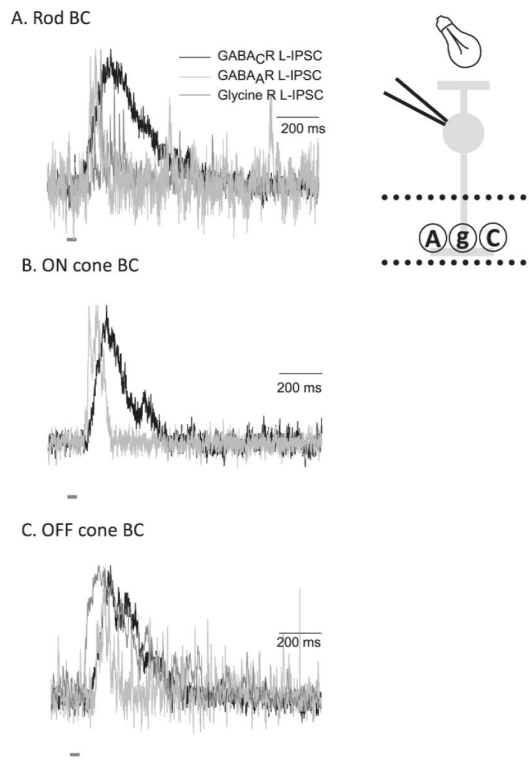 A. Rod BC
GABACR L-IPSC
GABAAR L-IPSC
Glycine R L-IPSC
200 ms
A g C
B. ON cone BC
200 ms
C. OFF cone BC
200 ms